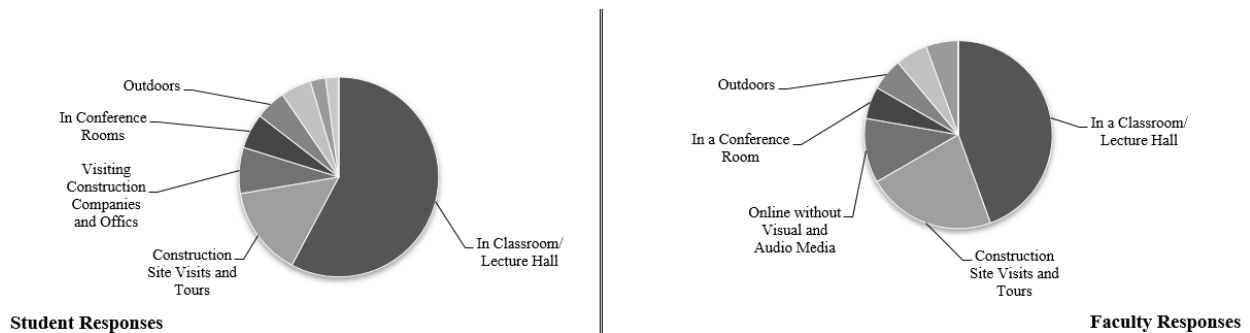 Outdoors
In Conference
Rooms
Visiting
Construction
Companies
and Offics
Construction
Site Visits and
Tours
In Classroom/
Lecture Hall
Student Responses
Outdoors
In a Conference
Room
Online without
Visual and
Audio Media
Construction
Site Visits and
Tours
In a Classroom/
Lecture Hall
Faculty Responses